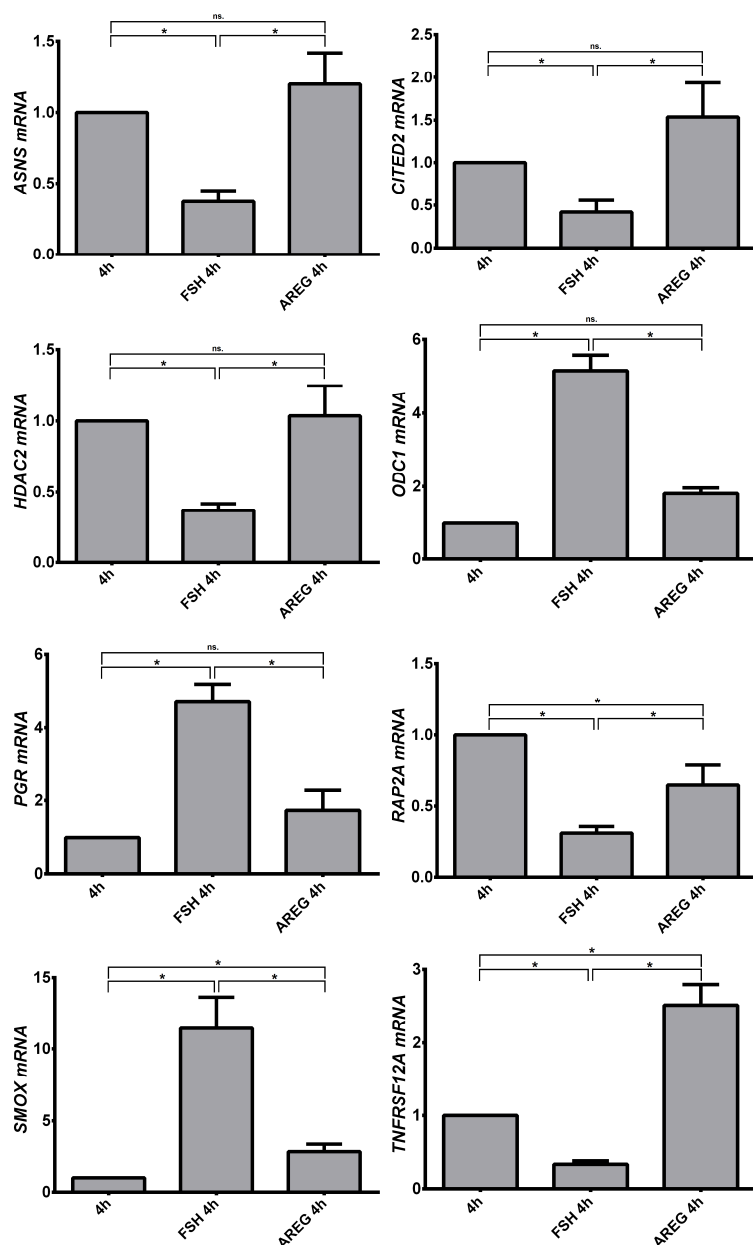 ns.
* *
1.5
1.0
0.5
0.0
ASNS mRNA
4h
FSH 4h
AREG 4h
ns.
* *
2.5
2.0
1.5
1.0
0.5
0.0
CITED2 mRNA
4h
FSH 4h
AREG 4h
ns.
* *
1.5
1.0
0.5
0.0
HDAC2 mRNA
4h
FSH 4h
AREG 4h
ns.
* *
6
4
2
0
ODC1 mRNA
4h
FSH 4h
AREG 4h
ns.
* *
6
4
2
0
PGR mRNA
4h
FSH 4h
AREG 4h
*
* *
1.5
1.0
0.5
0.0
RAP2A mRNA
4h
FSH 4h
AREG 4h
*
* *
15
10
5
0
SMOX mRNA
4h
FSH 4h
AREG 4h
*
* *
3
2
1
0
TNFRSF12A mRNA
4h
FSH 4h
AREG 4h